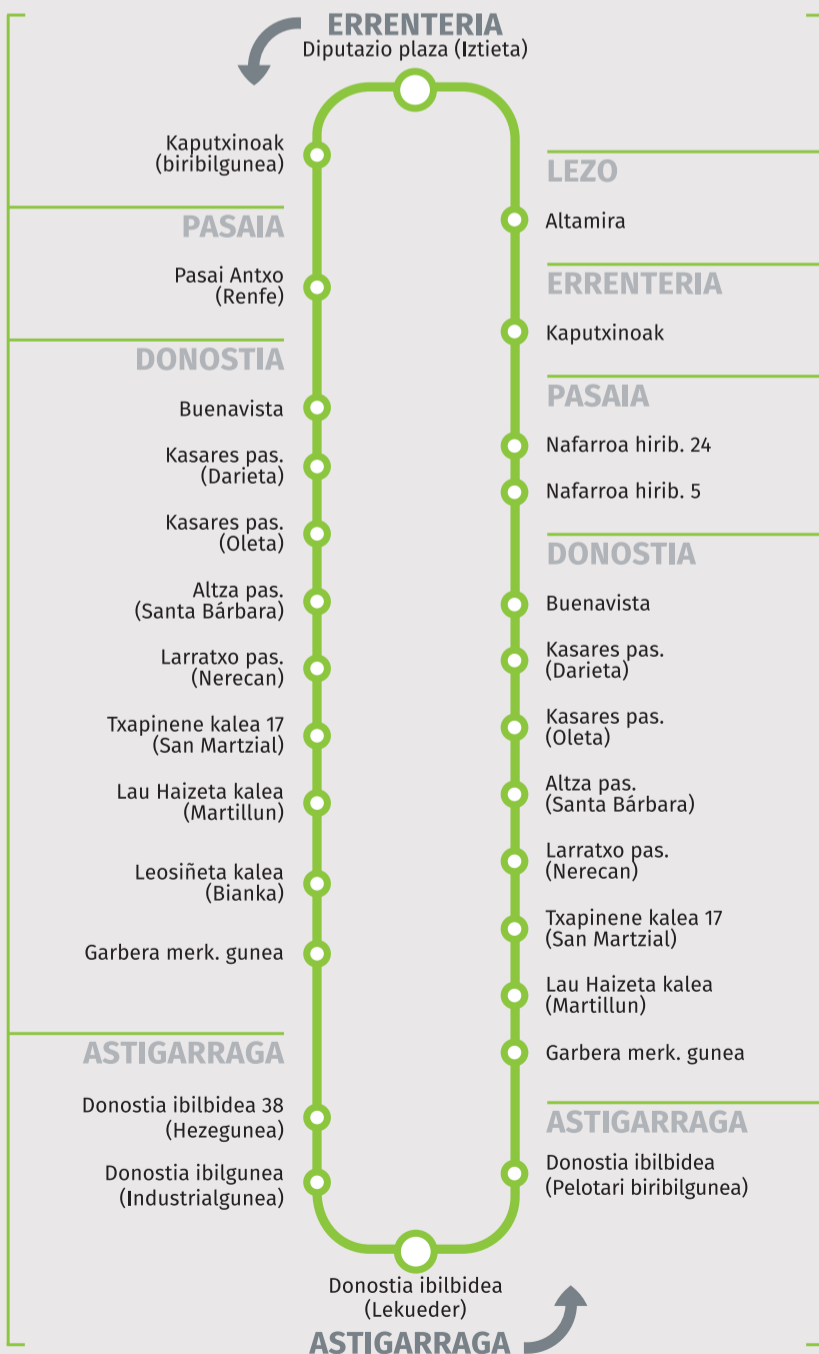 ERRENTERIA
Diputazio plaza (Iztieta)
Kaputxinoak
(biribilgunea)
PASAIA
Pasai Antxo
(Renfe)
DONOSTIA
Buenavista
Kasares pas.
(Darieta)
Kasares pas.
(Oleta)
Altza pas.
(Santa Bárbara)
Larratxo pas.
(Nerecan)
Txapinene kalea 17
(San Martzial)
Lau Haizeta kalea
(Martillun)
Leosiñeta kalea
(Bianka)
Garbera merk. gunea
ASTIGARRAGA
Donostia ibilbidea 38
(Hezegunea)
Donostia ibilgunea
(Industrialgunea)
LEZO
Altamira
ERRENTERIA
Kaputxinoak
PASAIA
Nafarroa hirib. 24
Nafarroa hirib. 5
DONOSTIA
Buenavista
Kasares pas.
(Darieta)
Kasares pas.
(Oleta)
Altza pas.
(Santa Bárbara)
Larratxo pas.
(Nerecan)
Txapinene kalea 17
(San Martzial)
Lau Haizeta kalea
(Martillun)
Garbera merk. gunea
ASTIGARRAGA
Donostia ibilbidea
(Pelotari biribilgunea)
Donostia ibilbidea
(Lekueder)
ASTIGARRAGA